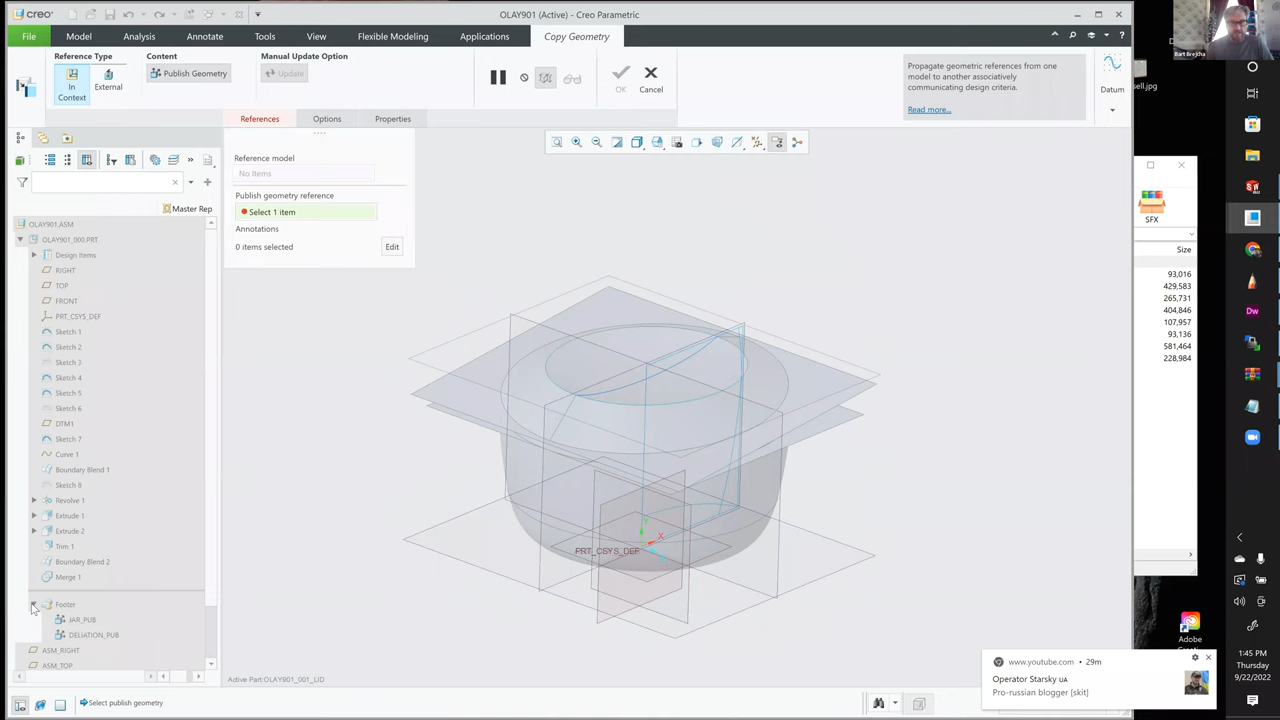 creo
OLAY901 (Active) - Creo Parametric
File
Model
Analysis
Annotate
Tools
View
Flexible Modeling
Applications
Copy Geometry
Reference Type
Content
Manual Update Option
In Context
External
Publish Geometry
Update
OK
Cancel
Propagate geometric references from one
model to another associatively
communicating design criteria.
Read more...
Datum
References
Options
Properties
Reference model
No Items
Publish geometry reference
Select 1 item
Annotations
0 items selected
Edit
Master Rep
OLAY901.ASM
OLAY901_000.PRT
Design Items
RIGHT
TOP
FRONT
PRT_CSYS_DEF
Sketch 1
Sketch 2
Sketch 3
Sketch 4
Sketch 5
Sketch 6
DTM1
Sketch 7
Curve 1
Boundary Blend 1
Sketch 8
Revolve 1
Extrude 1
Extrude 2
Trim 1
Boundary Blend 2
Merge 1
Footer
JAR_PUB
DELIATION_PUB
ASM_RIGHT
ASM_TOP
Y
X
PRT_CSYS_DEF
Active Part:OLAY901_001_LID
Select publish geometry
Bart Brejcha
sell.jpg
SFX
Size
93,016
429,583
265,731
404,846
107,957
93,136
581,464
228,984
Dw
Adobe
www.youtube.com • 29m
Operator Starsky UA
Pro-russian blogger [skit]
1:45 PM
Thursday
9/22/2022